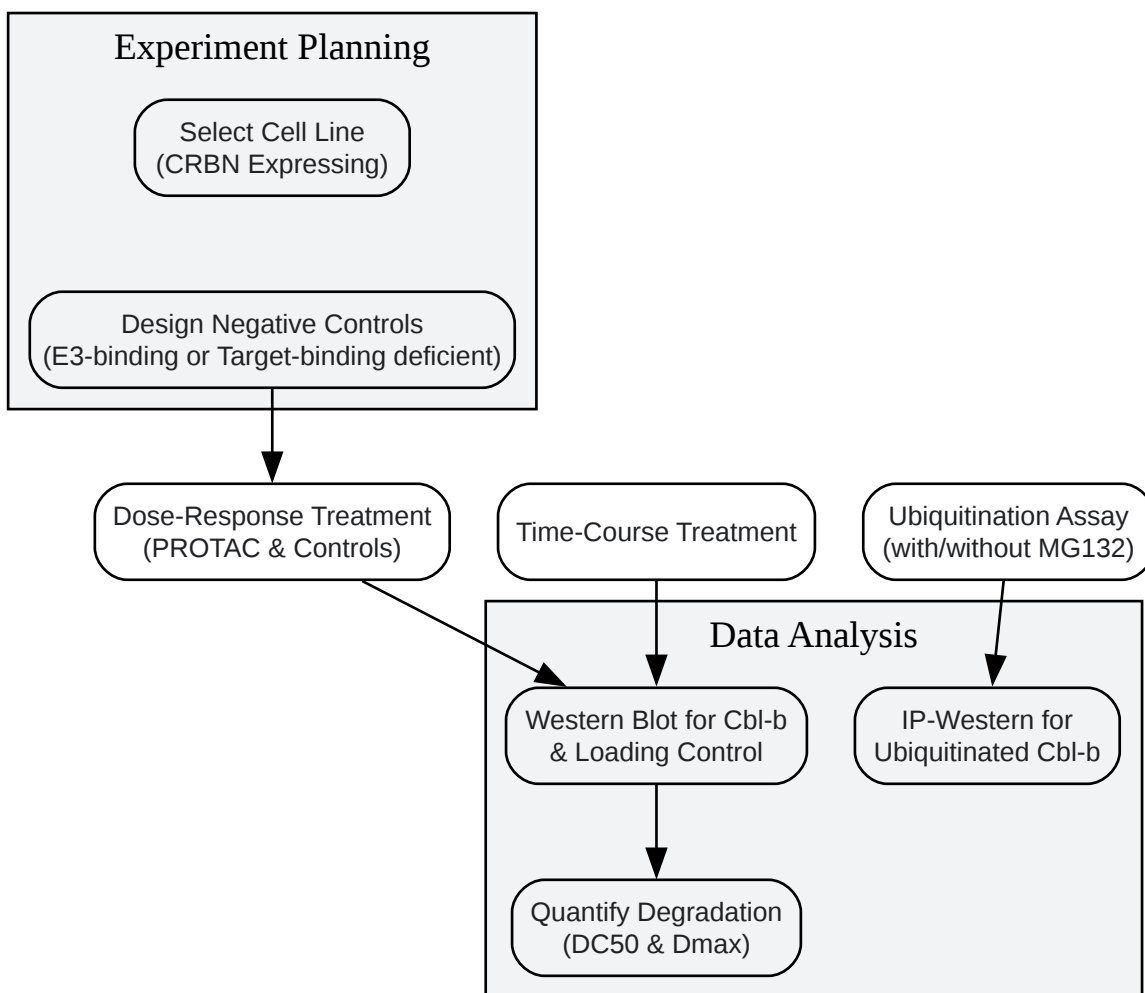 Experiment Planning
Select Cell Line
(CRBN Expressing)
Design Negative Controls
(E3-binding or Target-binding deficient)
Dose-Response Treatment
(PROTAC & Controls)
Time-Course Treatment
Ubiquitination Assay
(with/without MG132)
Data Analysis
Western Blot for Cbl-b
& Loading Control
IP-Western for
Ubiquitinated Cbl-b
Quantify Degradation
(DC50 & Dmax)